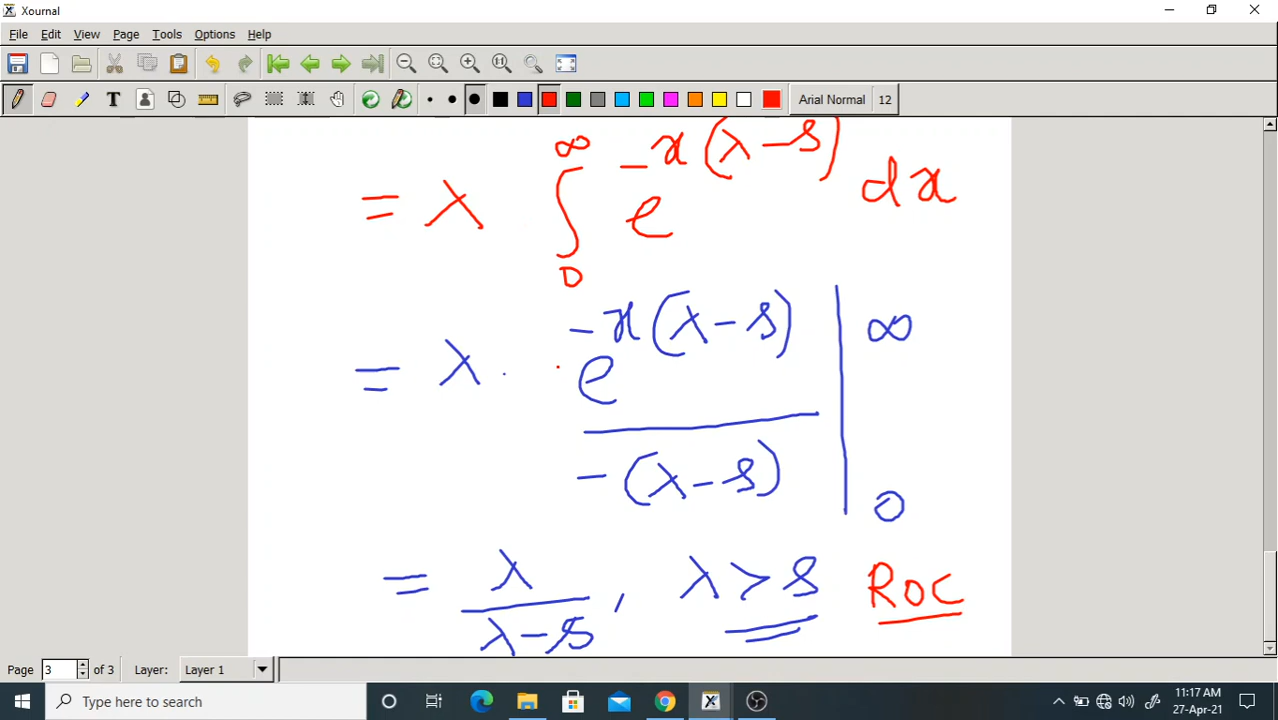 Xournal
File Edit View Page Tools Options Help
T Arial Normal 12
= λ ∫₀^∞ e^{-x(λ-s)} dx
= λ · e^{-x(λ-s)} / -(λ-s) |₀^∞
= λ / (λ-s) , λ > s ROC
Page 3 of 3 Layer: Layer 1
Type here to search
11:17 AM
27-Apr-21